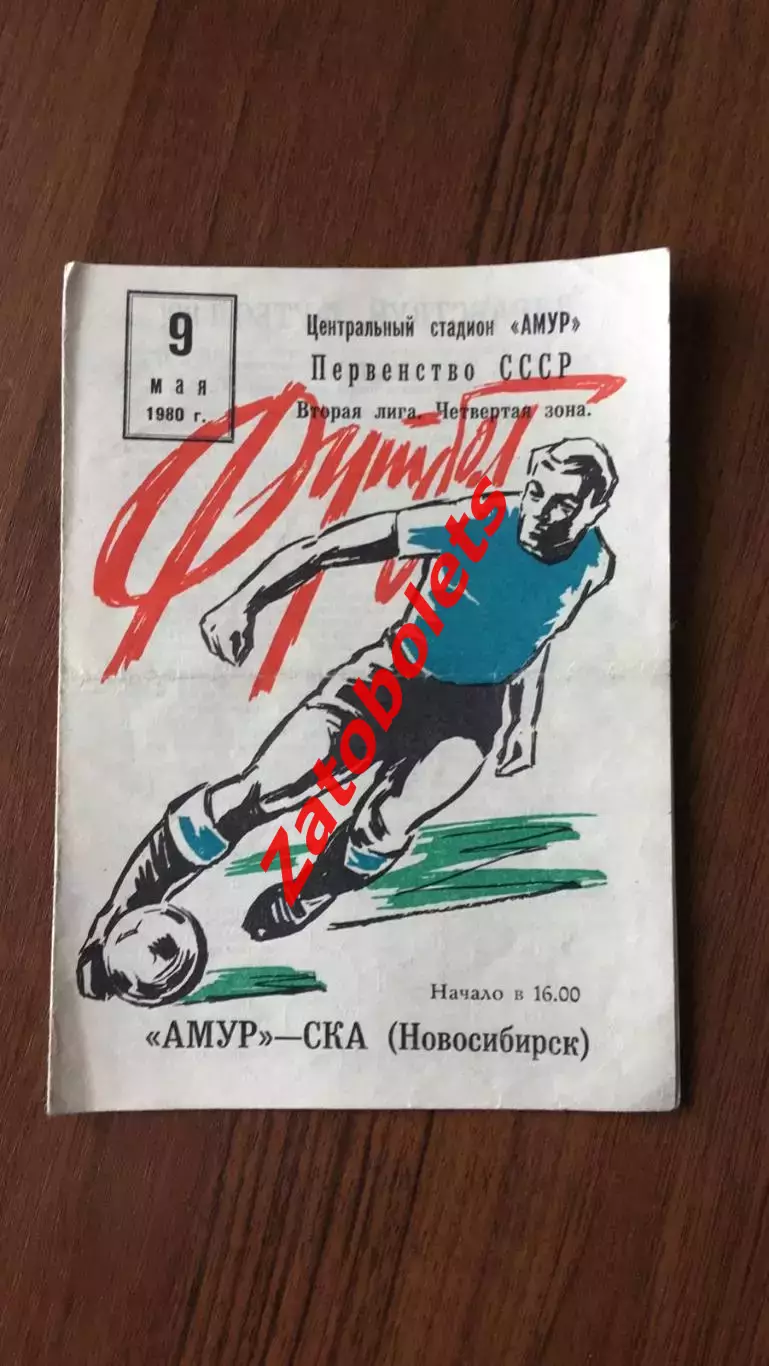 9
мая
1980 г.
Центральный стадион «АМУР»
Первенство СССР
Вторая лига. Четвертая зона.
Футбол
Zatobolets
Начало в 16.00
«АМУР»—СКА (Новосибирск)